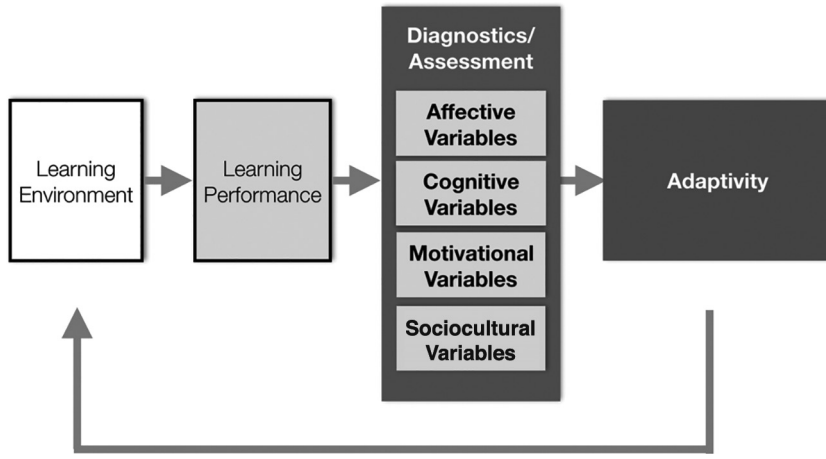 Learning
Environment
Learning
Performance
Diagnostics/
Assessment
Affective
Variables
Cognitive
Variables
Motivational
Variables
Sociocultural
Variables
Adaptivity